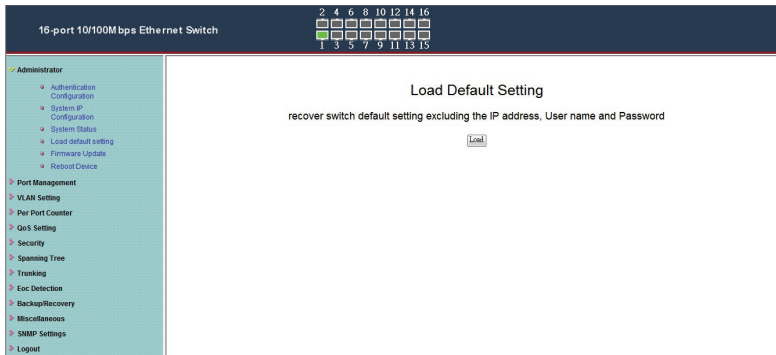 16-port 10/100Mbps Ethernet Switch
2 4 6 8 10 12 14 16
1 3 5 7 9 11 13 15
Administrator
Authentication
Configuration
System IP
Configuration
System Status
Load default setting
Firmware Update
Reboot Device
Port Management
VLAN Setting
Per Port Counter
QoS Setting
Security
Spanning Tree
Trunking
Eoc Detection
Backup/Recovery
Miscellaneous
SNMP Settings
Logout
Load Default Setting
recover switch default setting excluding the IP address, User name and Password
Load